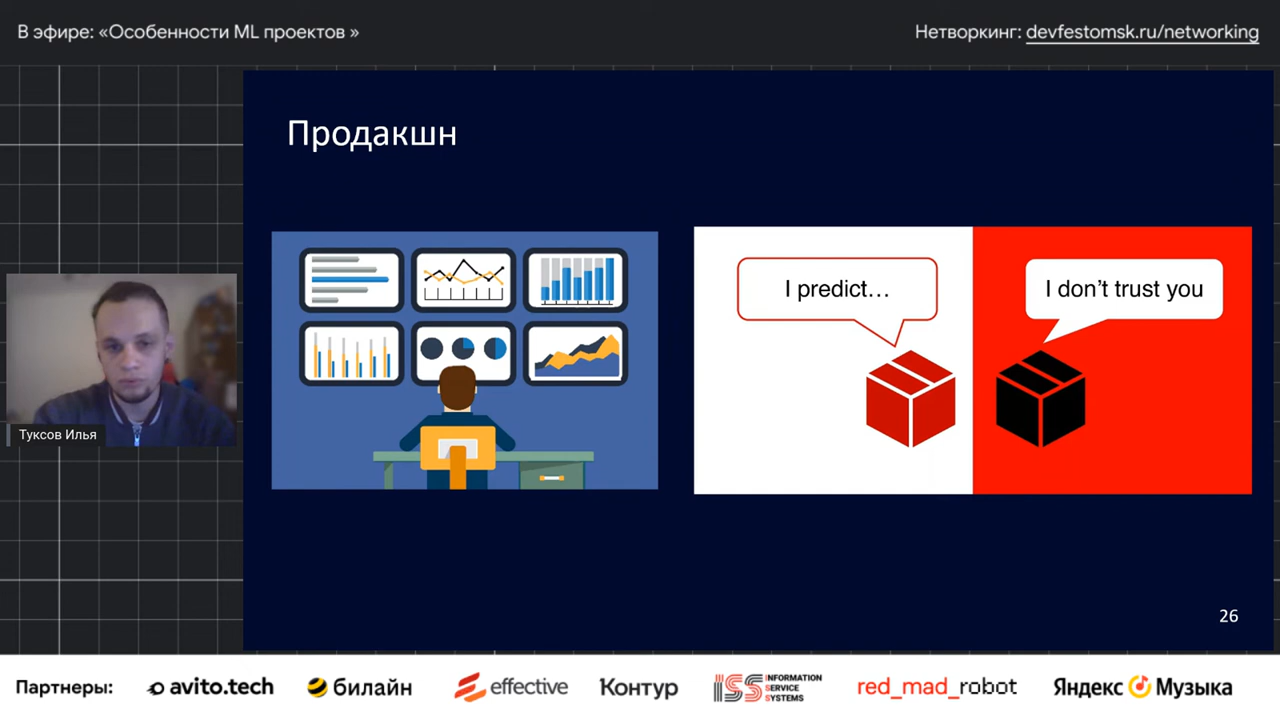 В эфире: «Особенности ML проектов »
Нетворкинг: devfestomsk.ru/networking
Продакшн
I predict…
I don't trust you
Туксов Илья
26
Партнеры:
avito.tech
билайн
effective
Контур
ISS INFORMATION SERVICE SYSTEMS
red_mad_robot
Яндекс Музыка